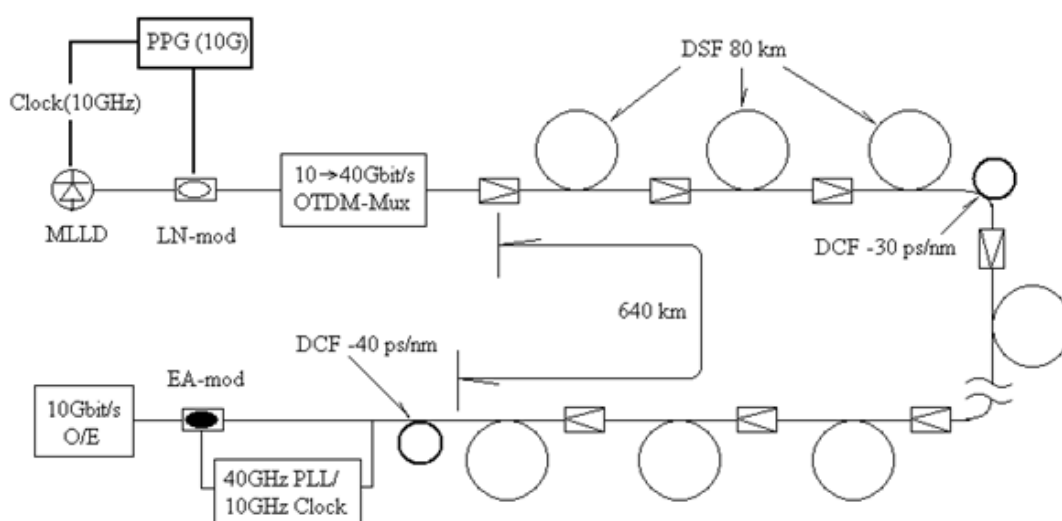 PPG (10G)
DSF 80 km
Clock(10GHz)
10→40Gbit/s
OTDM-Mux
MLLD
LN-mod
DCF -30 ps/nm
640 km
DCF -40 ps/nm
EA-mod
10Gbit/s
O/E
40GHz PLL/
10GHz Clock